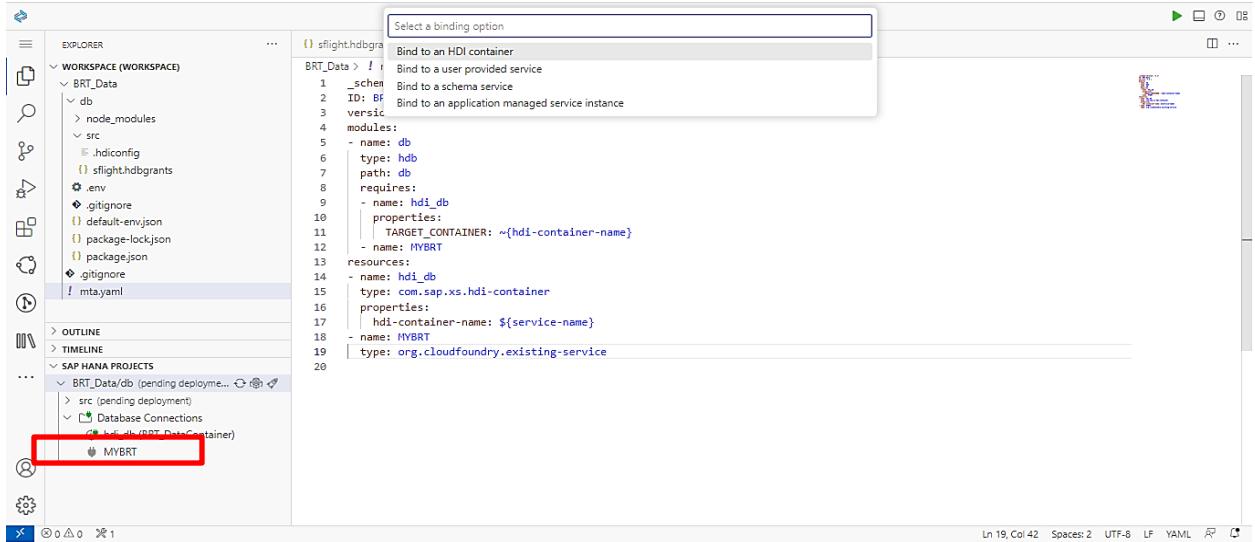 Select a binding option
Bind to an HDI container
Bind to a user provided service
Bind to a schema service
Bind to an application managed service instance
EXPLORER
WORKSPACE (WORKSPACE)
BRT_Data
db
node_modules
src
.hdiconfig
sflight.hdbgrants
.env
.gitignore
default-env.json
package-lock.json
package.json
.gitignore
! mta.yaml
OUTLINE
TIMELINE
SAP HANA PROJECTS
BRT_Data/db (pending deployme...
src (pending deployment)
Database Connections
hdi_db (BRT_DataContainer)
MYBRT
{} sflight.hdbgra
BRT_Data > !
1 _schem
2 ID: BR
3 versio
4 modules:
5 - name: db
6 type: hdb
7 path: db
8 requires:
9 - name: hdi_db
10 properties:
11 TARGET_CONTAINER: ~{hdi-container-name}
12 - name: MYBRT
13 resources:
14 - name: hdi_db
15 type: com.sap.xs.hdi-container
16 properties:
17 hdi-container-name: ${service-name}
18 - name: MYBRT
19 type: org.cloudfoundry.existing-service
20
0 0 1
Ln 19, Col 42 Spaces: 2 UTF-8 LF YAML